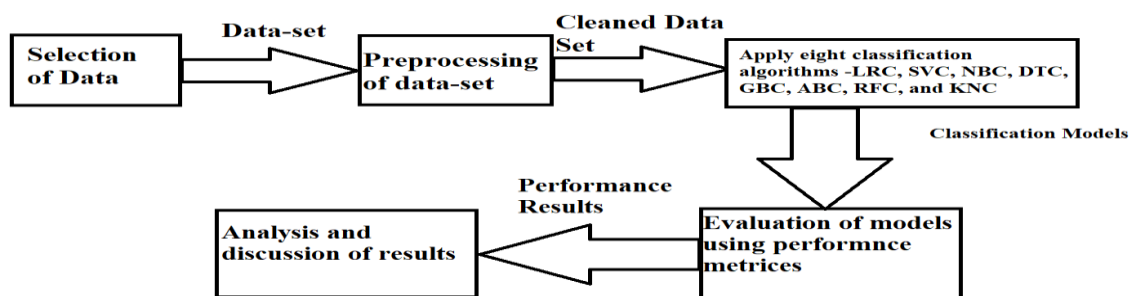 Selection
of Data
Data-set
Preprocessing
of data-set
Cleaned Data
Set
Apply eight classification
algorithms -LRC, SVC, NBC, DTC,
GBC, ABC, RFC, and KNC
Classification Models
Evaluation of models
using performnce
metrices
Performance
Results
Analysis and
discussion of results